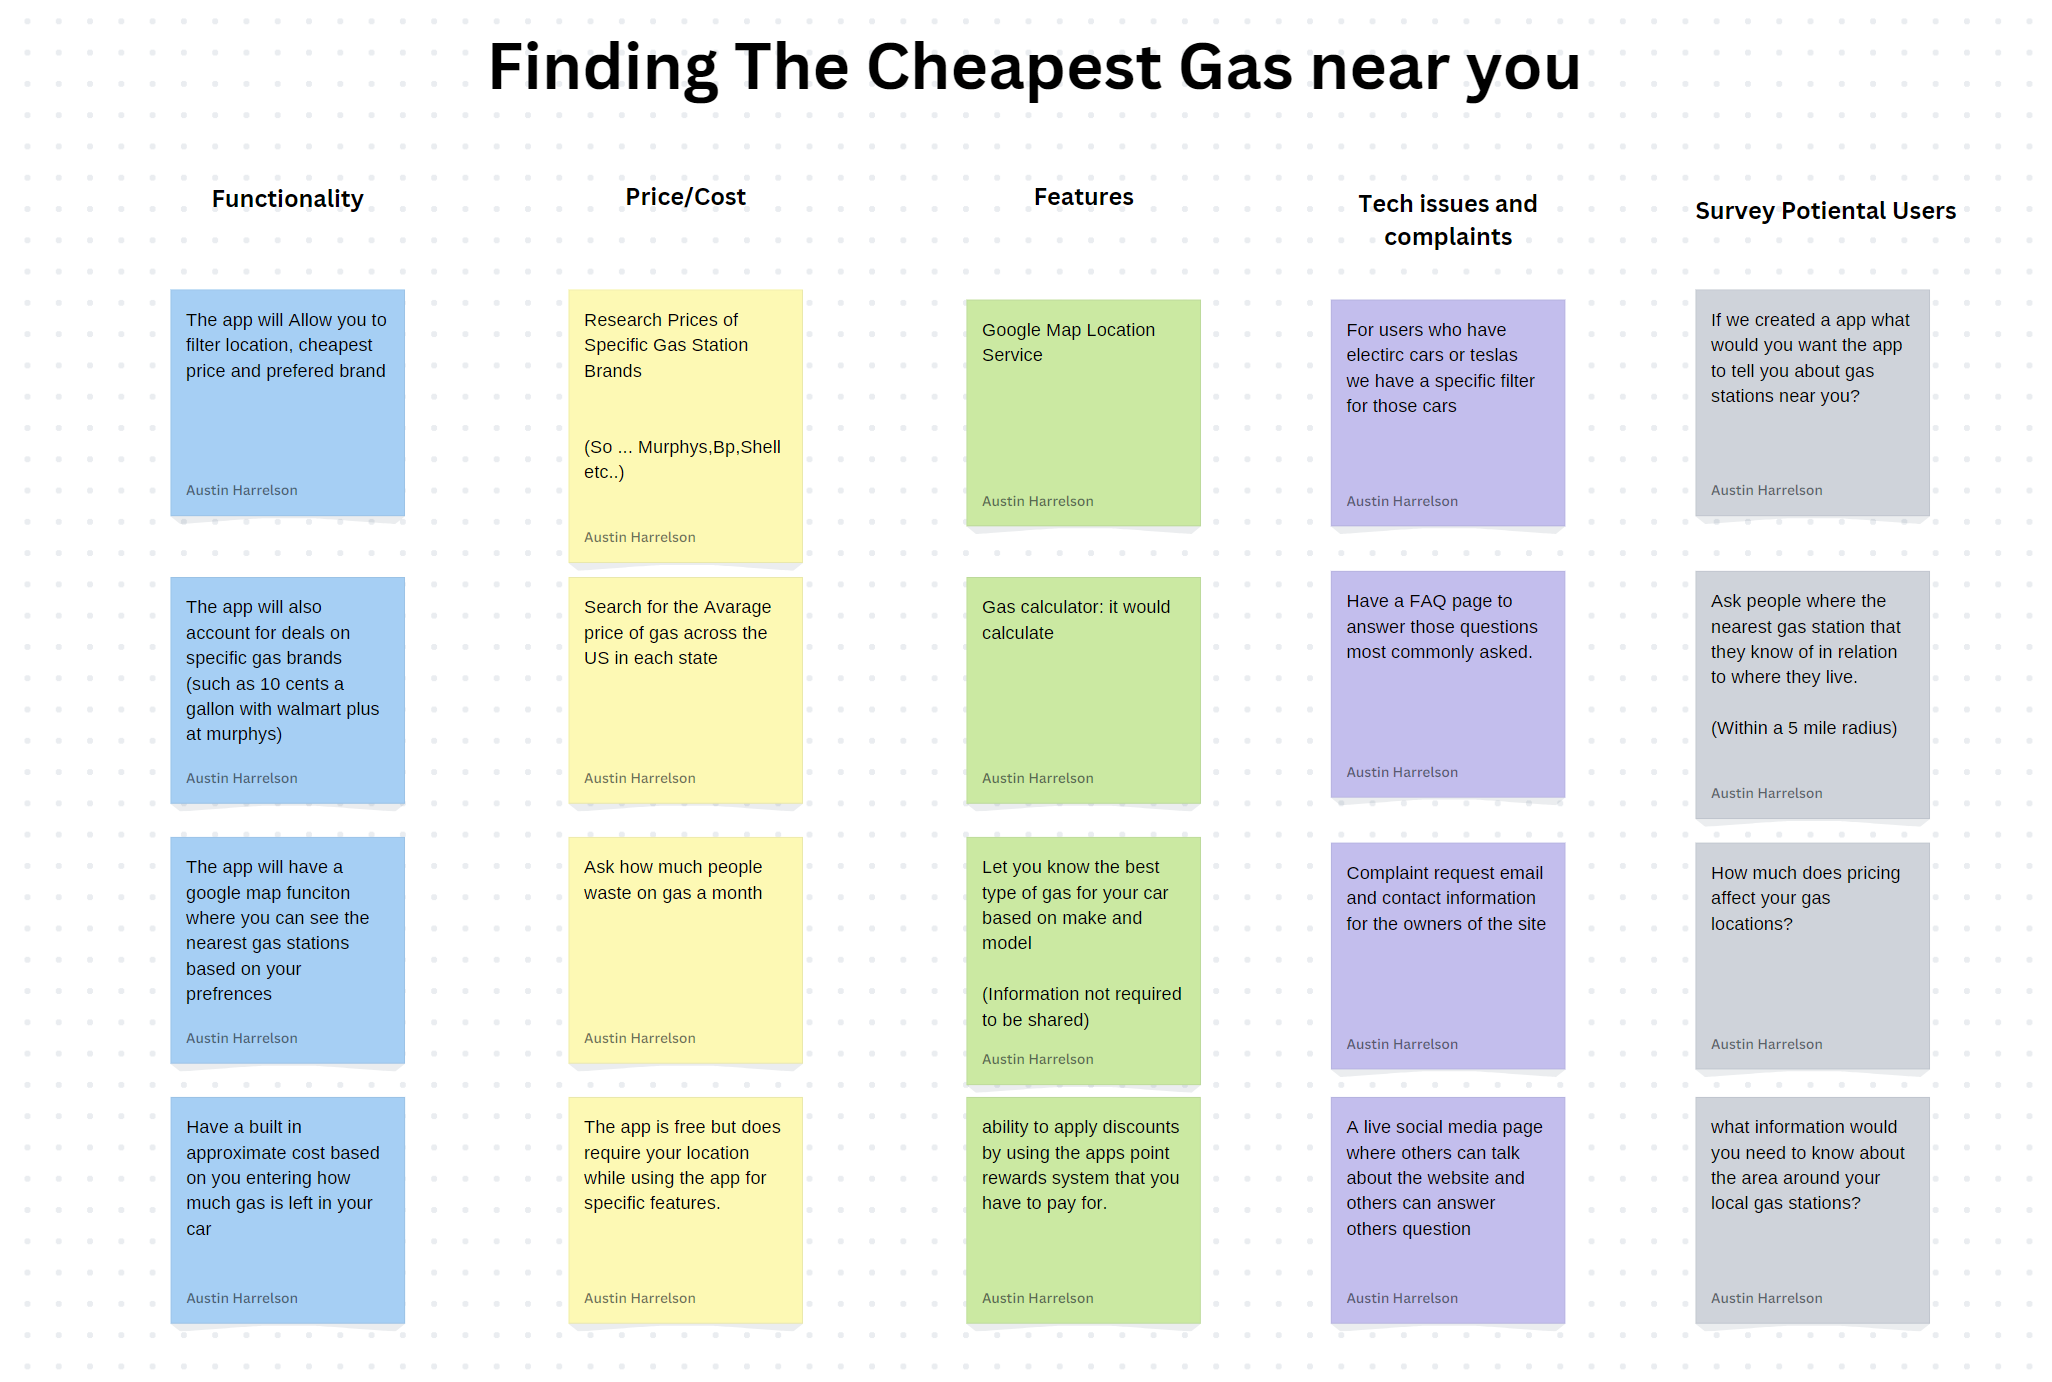 Finding The Cheapest Gas near you
Functionality
The app will Allow you to
filter location, cheapest
price and prefered brand
Austin Harrelson
The app will also
account for deals on
specific gas brands
(such as 10 cents a
gallon with walmart plus
at murphys)
Austin Harrelson
The app will have a
google map funciton
where you can see the
nearest gas stations
based on your
prefrences
Austin Harrelson
Have a built in
approximate cost based
on you entering how
much gas is left in your
car
Austin Harrelson
Price/Cost
Research Prices of
Specific Gas Station
Brands
(So ... Murphys,Bp,Shell
etc..)
Austin Harrelson
Search for the Avarage
price of gas across the
US in each state
Austin Harrelson
Ask how much people
waste on gas a month
Austin Harrelson
The app is free but does
require your location
while using the app for
specific features.
Austin Harrelson
Features
Google Map Location
Service
Austin Harrelson
Gas calculator: it would
calculate
Austin Harrelson
Let you know the best
type of gas for your car
based on make and
model
(Information not required
to be shared)
Austin Harrelson
ability to apply discounts
by using the apps point
rewards system that you
have to pay for.
Austin Harrelson
Tech issues and
complaints
For users who have
electirc cars or teslas
we have a specific filter
for those cars
Austin Harrelson
Have a FAQ page to
answer those questions
most commonly asked.
Austin Harrelson
Complaint request email
and contact information
for the owners of the site
Austin Harrelson
A live social media page
where others can talk
about the website and
others can answer
others question
Austin Harrelson
Survey Potiental Users
If we created a app what
would you want the app
to tell you about gas
stations near you?
Austin Harrelson
Ask people where the
nearest gas station that
they know of in relation
to where they live.
(Within a 5 mile radius)
Austin Harrelson
How much does pricing
affect your gas
locations?
Austin Harrelson
what information would
you need to know about
the area around your
local gas stations?
Austin Harrelson